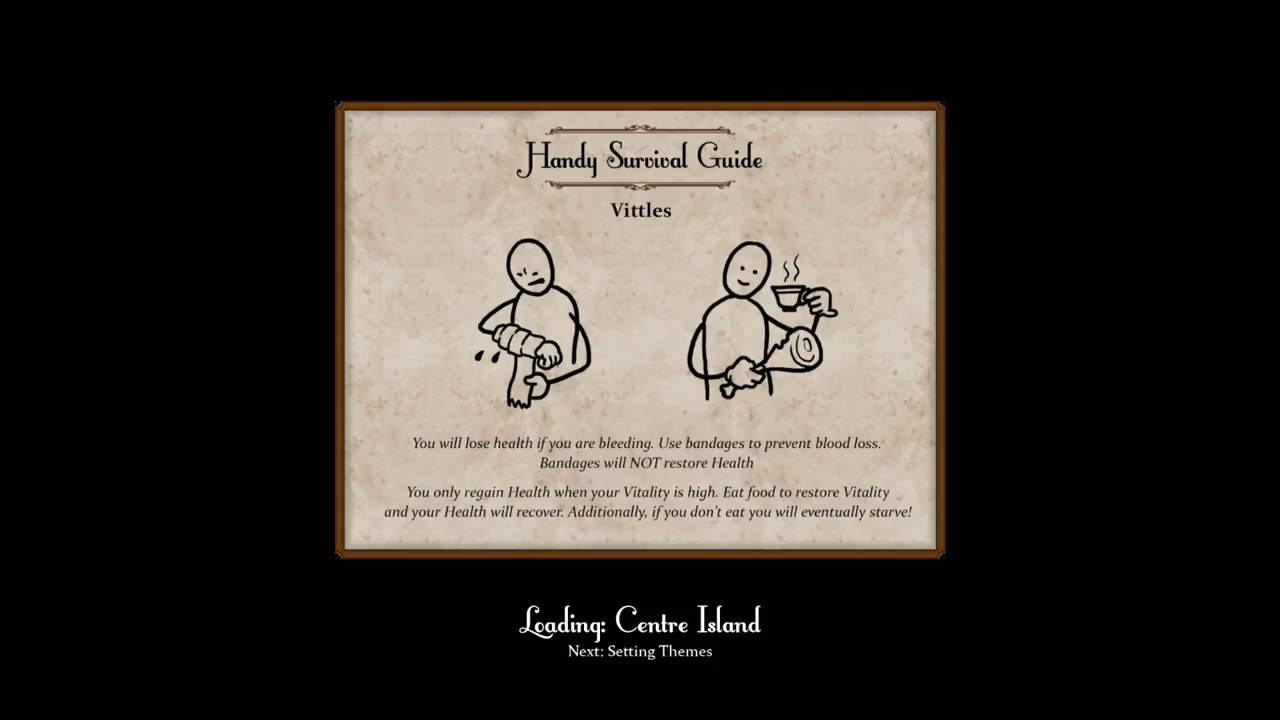 Handy Survival Guide
Vittles
You will lose health if you are bleeding. Use bandages to prevent blood loss.
Bandages will NOT restore Health
You only regain Health when your Vitality is high. Eat food to restore Vitality
and your Health will recover. Additionally, if you don't eat you will eventually starve!
Loading: Centre Island
Next: Setting Themes